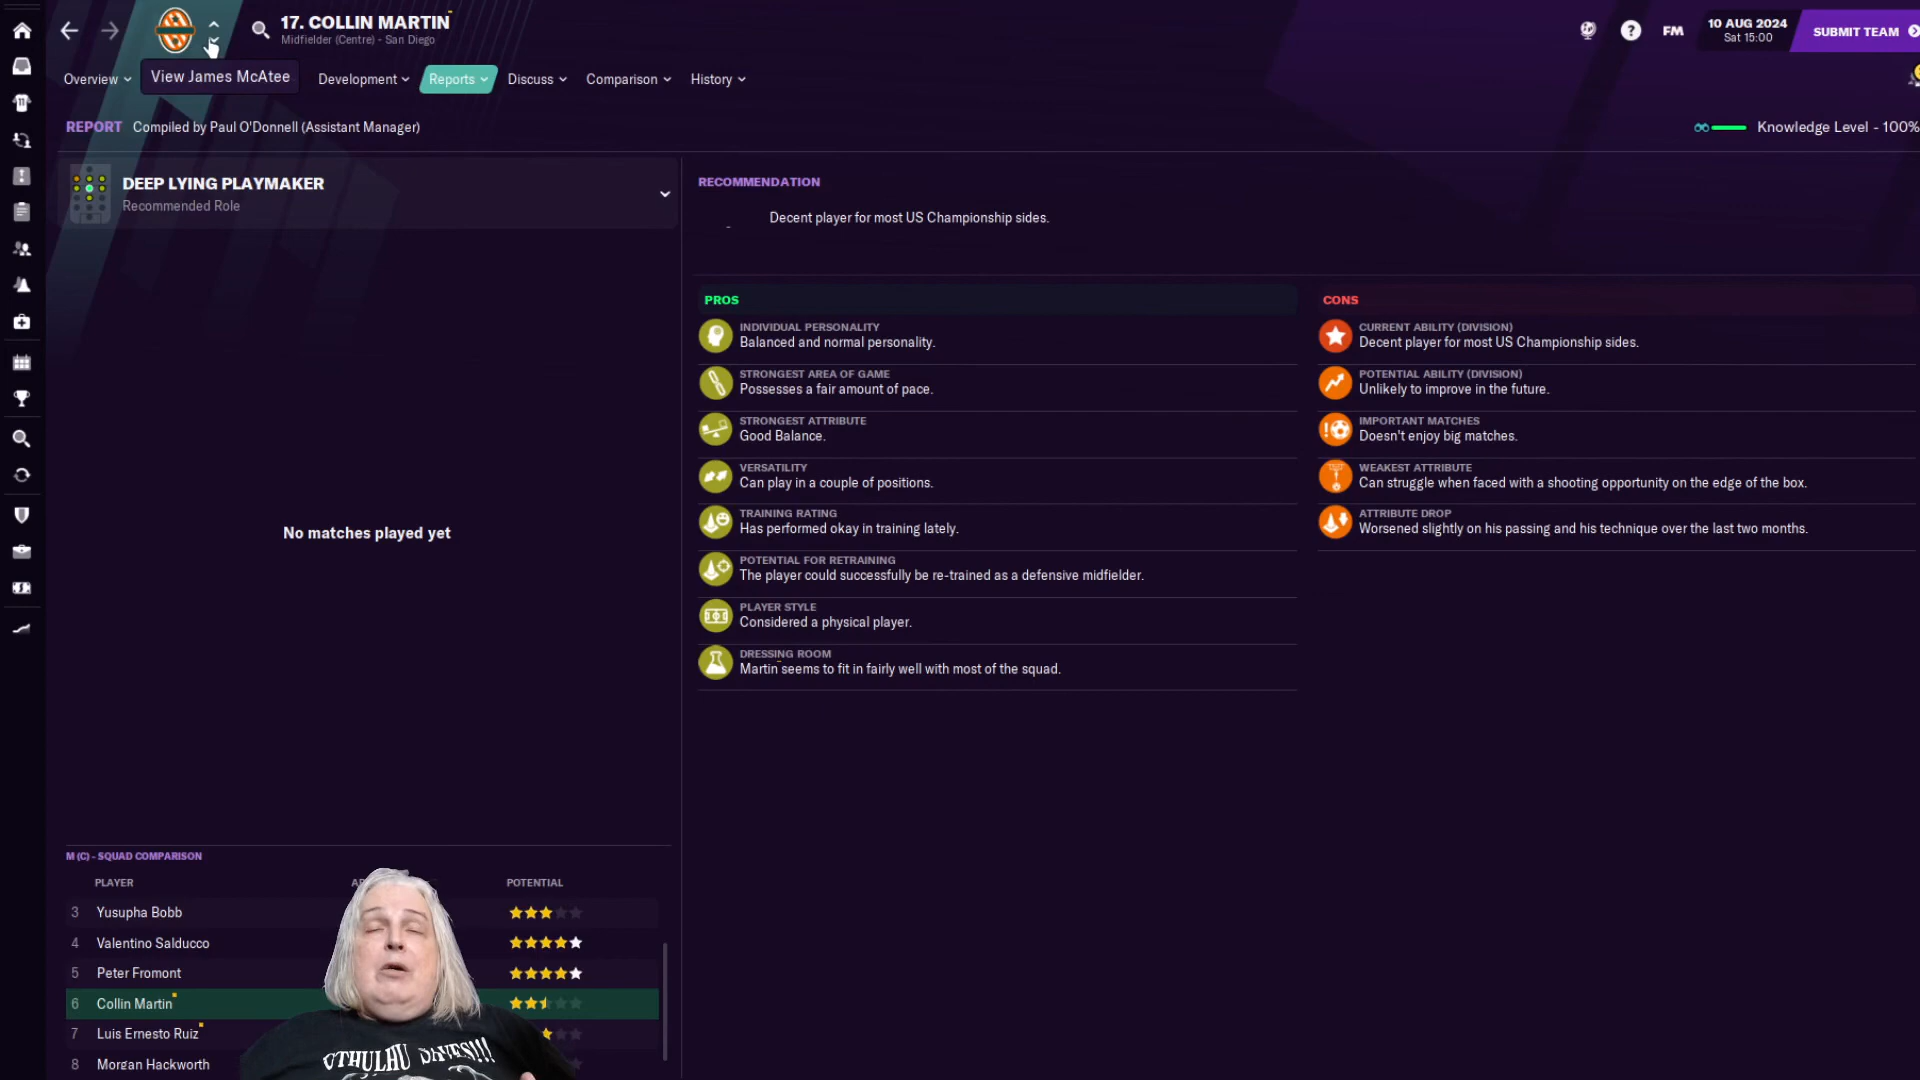 17. COLLIN MARTIN
Midfielder (Centre) - San Diego
FM
10 AUG 2024
Sat 15:00
SUBMIT TEAM
Overview
View James McAtee
Development
Reports
Discuss
Comparison
History
REPORT Compiled by Paul O'Donnell (Assistant Manager)
Knowledge Level - 100%
DEEP LYING PLAYMAKER
Recommended Role
RECOMMENDATION
Decent player for most US Championship sides.
-
PROS
INDIVIDUAL PERSONALITY
Balanced and normal personality.
STRONGEST AREA OF GAME
Possesses a fair amount of pace.
STRONGEST ATTRIBUTE
Good Balance.
VERSATILITY
Can play in a couple of positions.
TRAINING RATING
Has performed okay in training lately.
POTENTIAL FOR RETRAINING
The player could successfully be re-trained as a defensive midfielder.
PLAYER STYLE
Considered a physical player.
DRESSING ROOM
Martin seems to fit in fairly well with most of the squad.
CONS
CURRENT ABILITY (DIVISION)
Decent player for most US Championship sides.
POTENTIAL ABILITY (DIVISION)
Unlikely to improve in the future.
IMPORTANT MATCHES
Doesn't enjoy big matches.
WEAKEST ATTRIBUTE
Can struggle when faced with a shooting opportunity on the edge of the box.
ATTRIBUTE DROP
Worsened slightly on his passing and his technique over the last two months.
No matches played yet
M (C) - SQUAD COMPARISON
PLAYER POTENTIAL
3 Yusupha Bobb
4 Valentino Salducco
5 Peter Fromont
6 Collin Martin
7 Luis Ernesto Ruiz
8 Morgan Hackworth
CTHULHU SAVES!!!